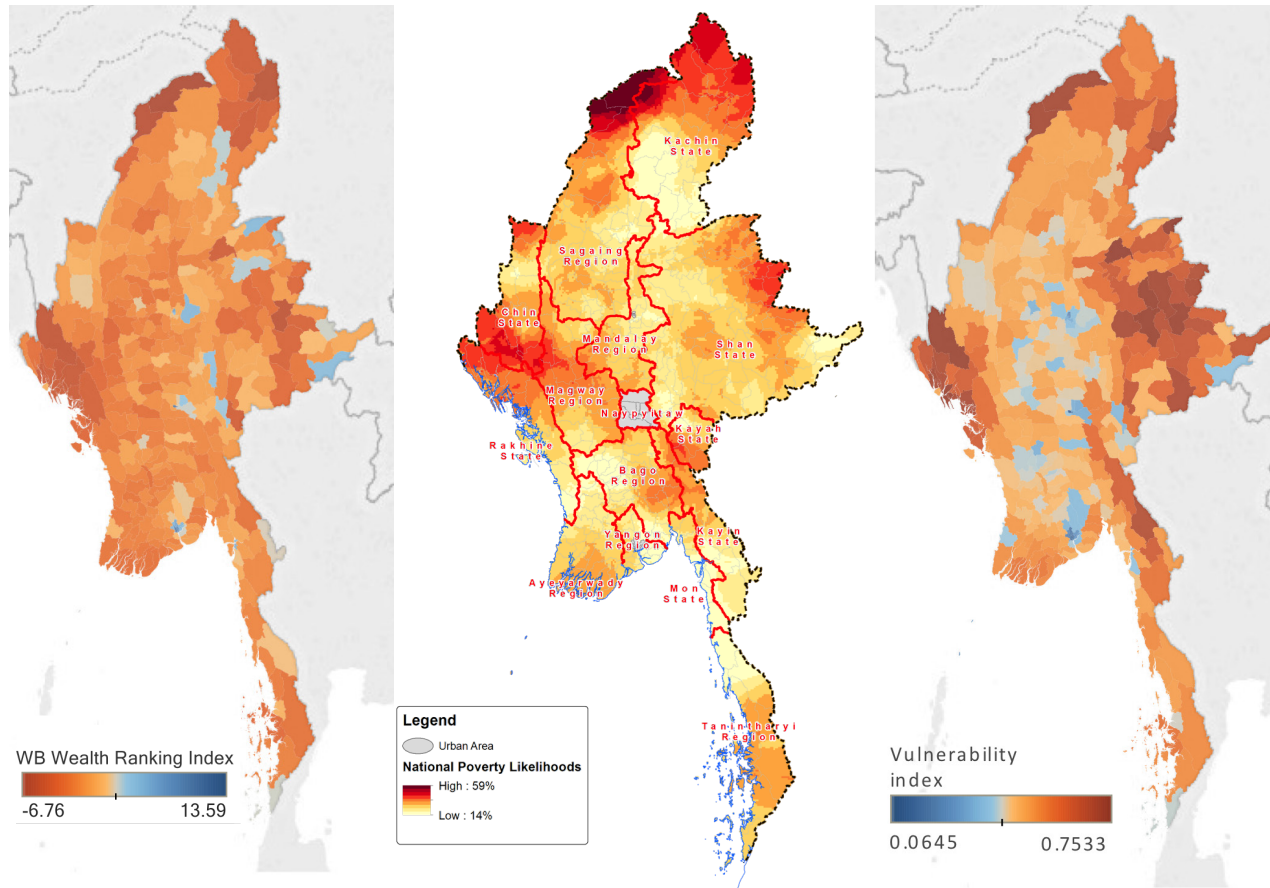 Kachin
State
Sagaing
Region
Chin
State
Mandalay
Region
Shan
State
Magway
Region
Naypyitaw
Kayah
State
Rakhine
State
Bago
Region
Yangon
Region
Kayin
State
Ayeyarwady
Region
Mon
State
Tanintharyi
Region
WB Wealth Ranking Index
-6.76 13.59
Legend
Urban Area
National Poverty Likelihoods
High : 59%
Low : 14%
Vulnerability
index
0.0645 0.7533